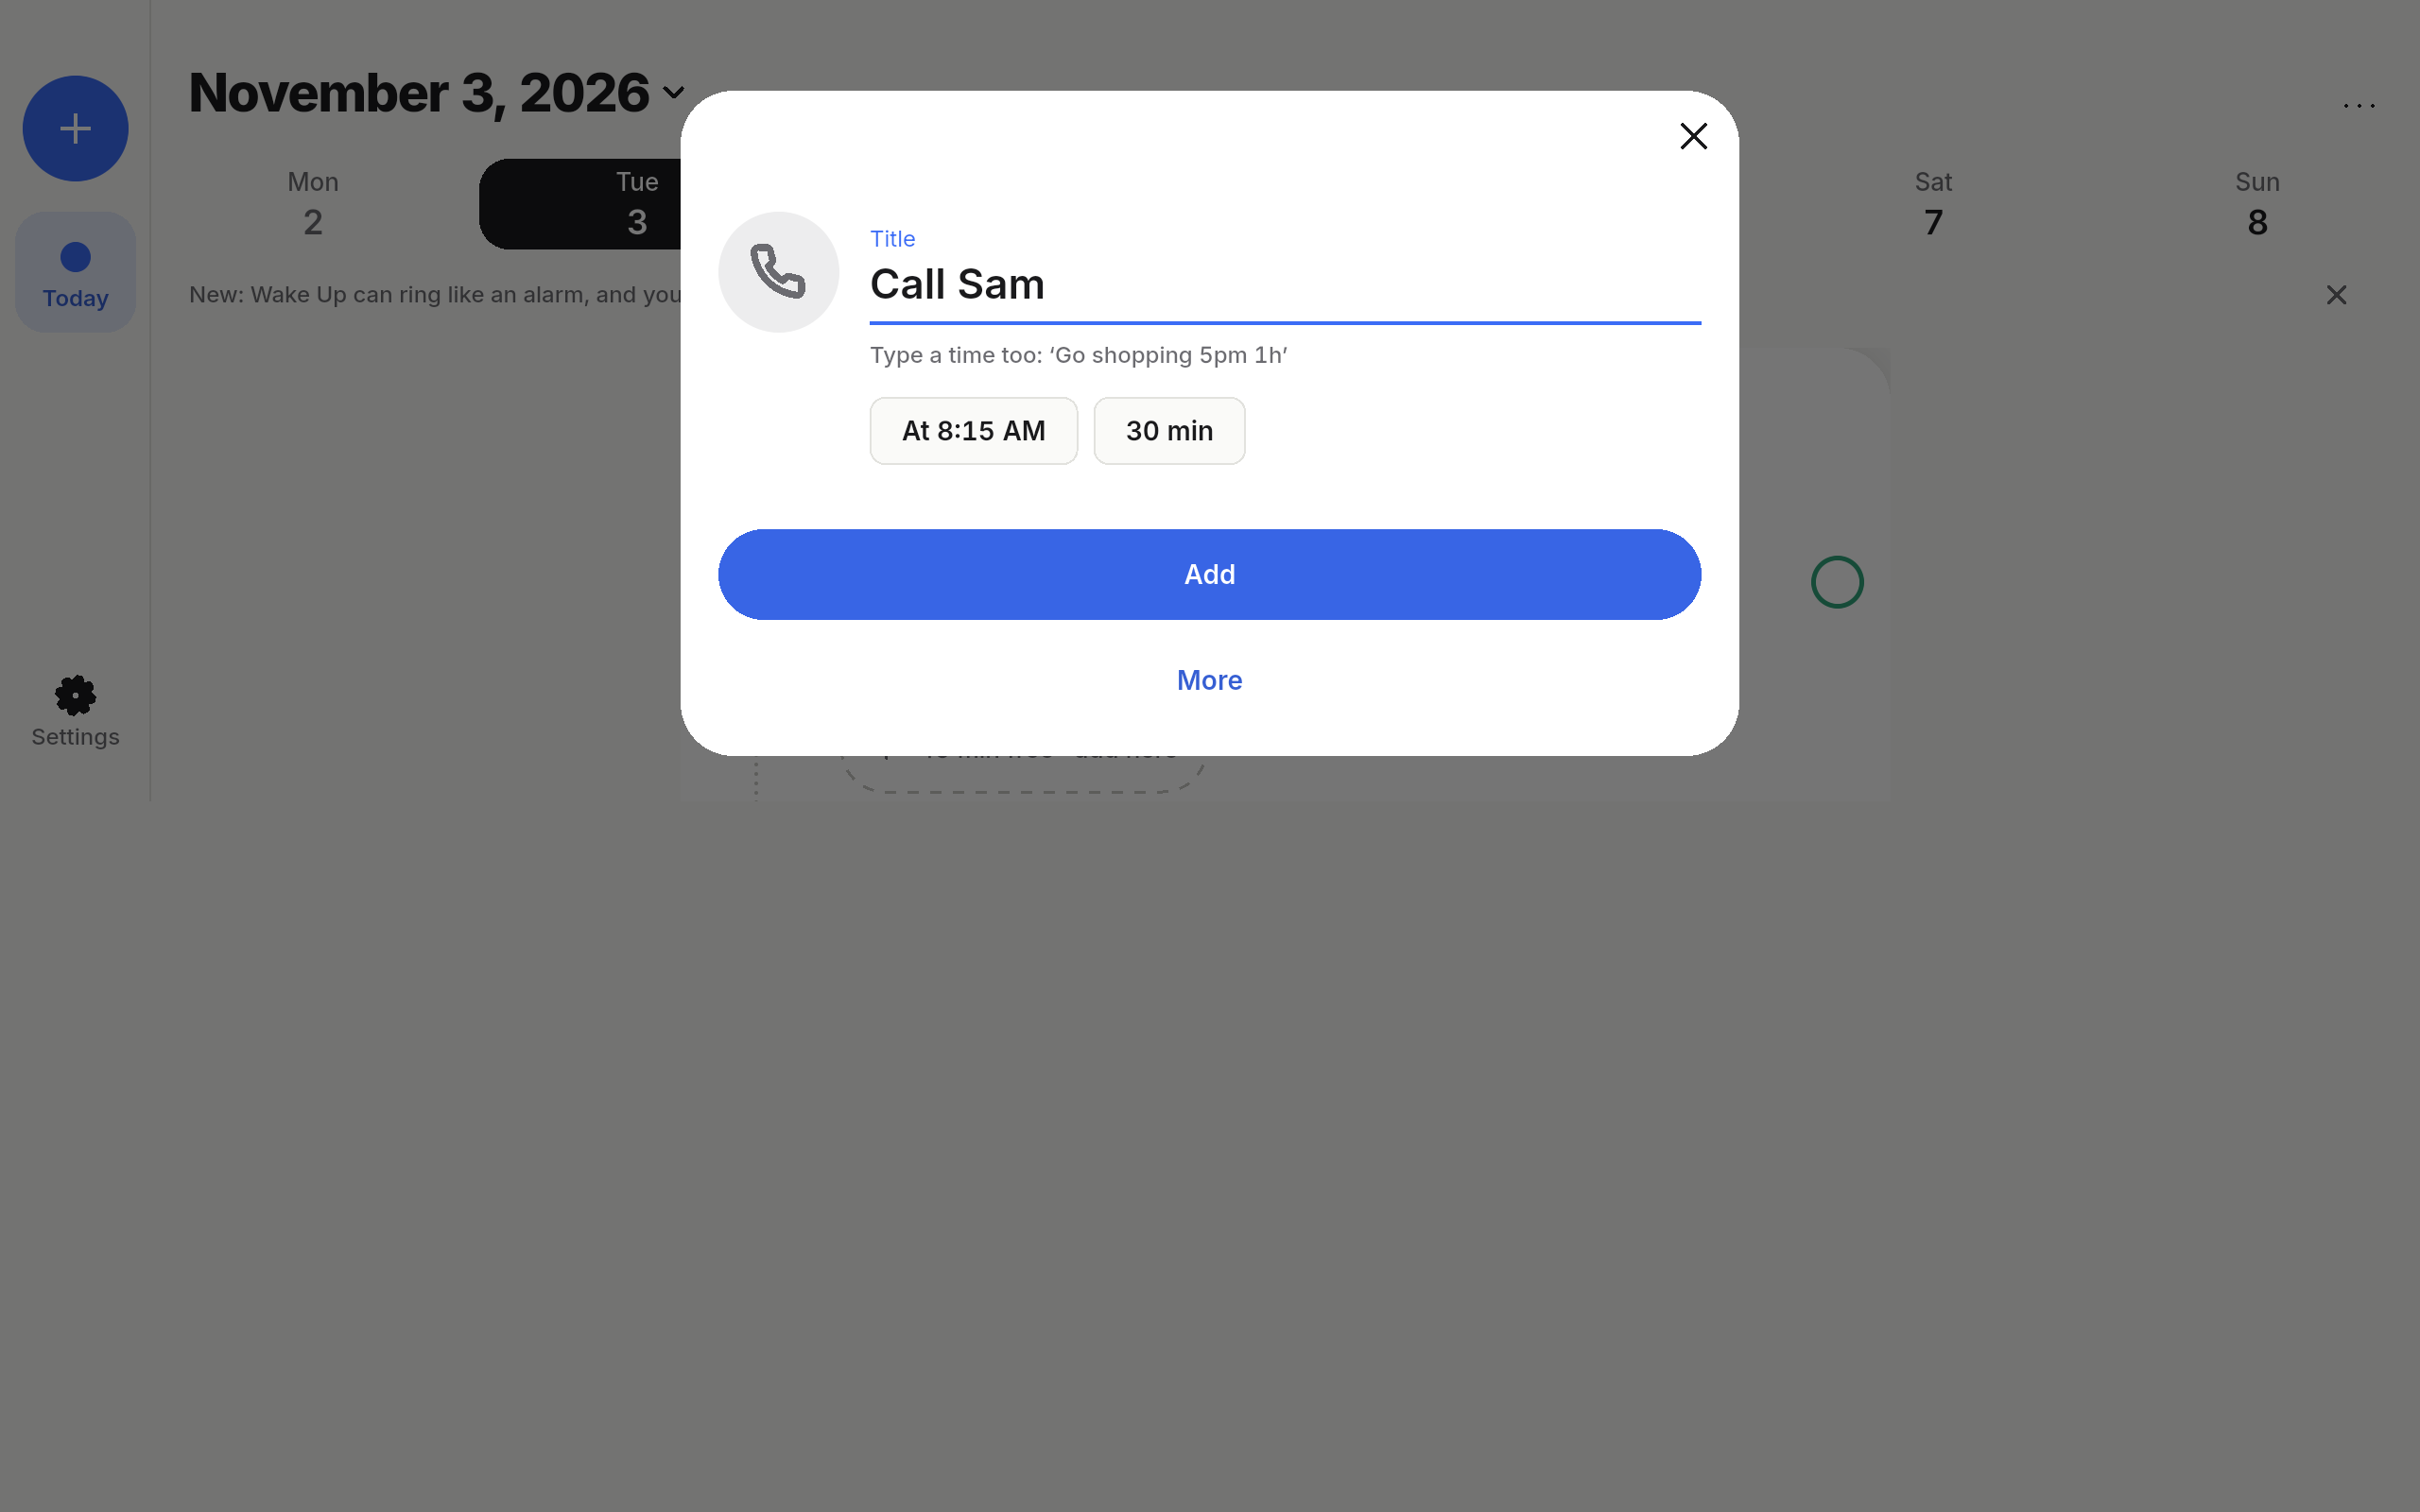 November 3, 2026
Mon
2
Tue
3
Sat
7
Sun
8
Today
New: Wake Up can ring like an alarm, and you
Title
Call Sam
Type a time too: ‘Go shopping 5pm 1h’
At 8:15 AM
30 min
Add
More
Settings